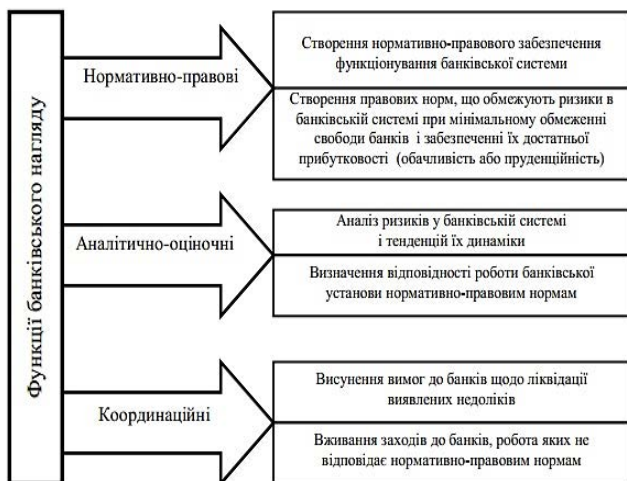 Функції банківського нагляду
Нормативно-правові
Створення нормативно-правового забезпечення
функціонування банківської системи
Створення правових норм, що обмежують ризики в
банківській системі при мінімальному обмеженні
свободи банків і забезпеченні їх достатньої
прибутковості (обачливість або пруденційність)
Аналітично-оціночні
Аналіз ризиків у банківській системі
і тенденцій їх динаміки
Визначення відповідності роботи банківської
установи нормативно-правовим нормам
Координаційні
Висунення вимог до банків щодо ліквідації
виявлених недоліків
Вживання заходів до банків, робота яких не
відповідає нормативно-правовим нормам